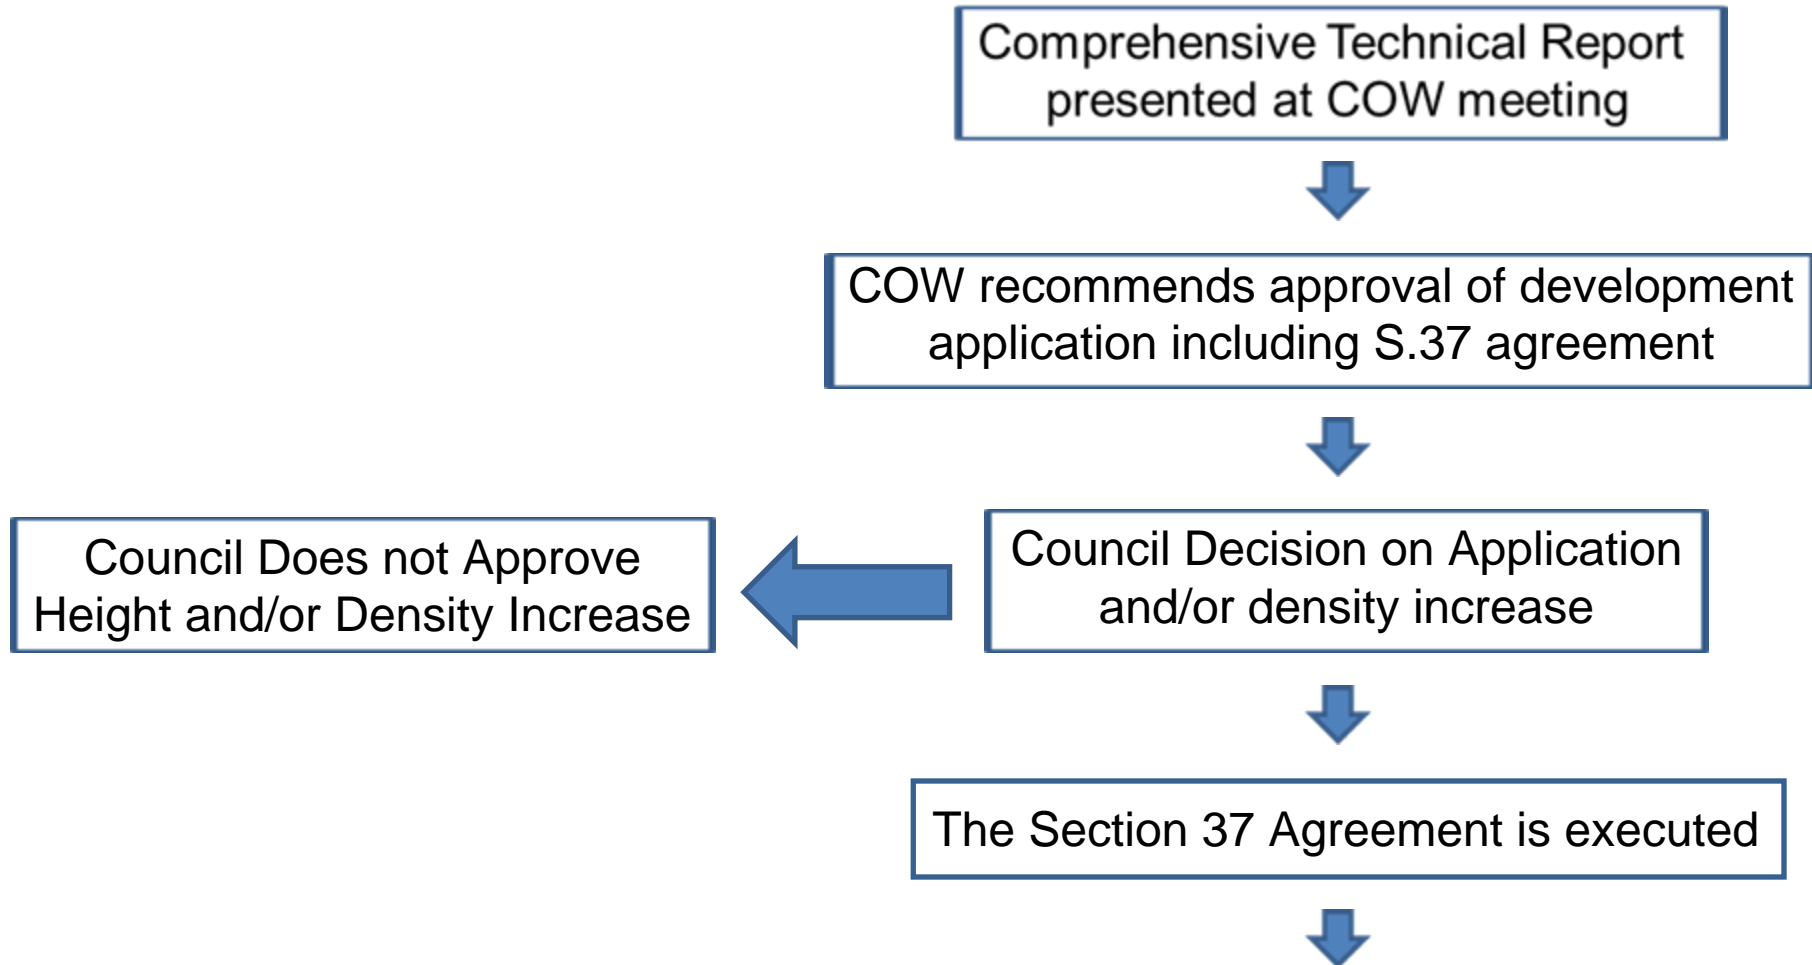 Comprehensive Technical Report
presented at COW meeting
COW recommends approval of development
application including S.37 agreement
Council Does not Approve
Height and/or Density Increase
Council Decision on Application
and/or density increase
The Section 37 Agreement is executed